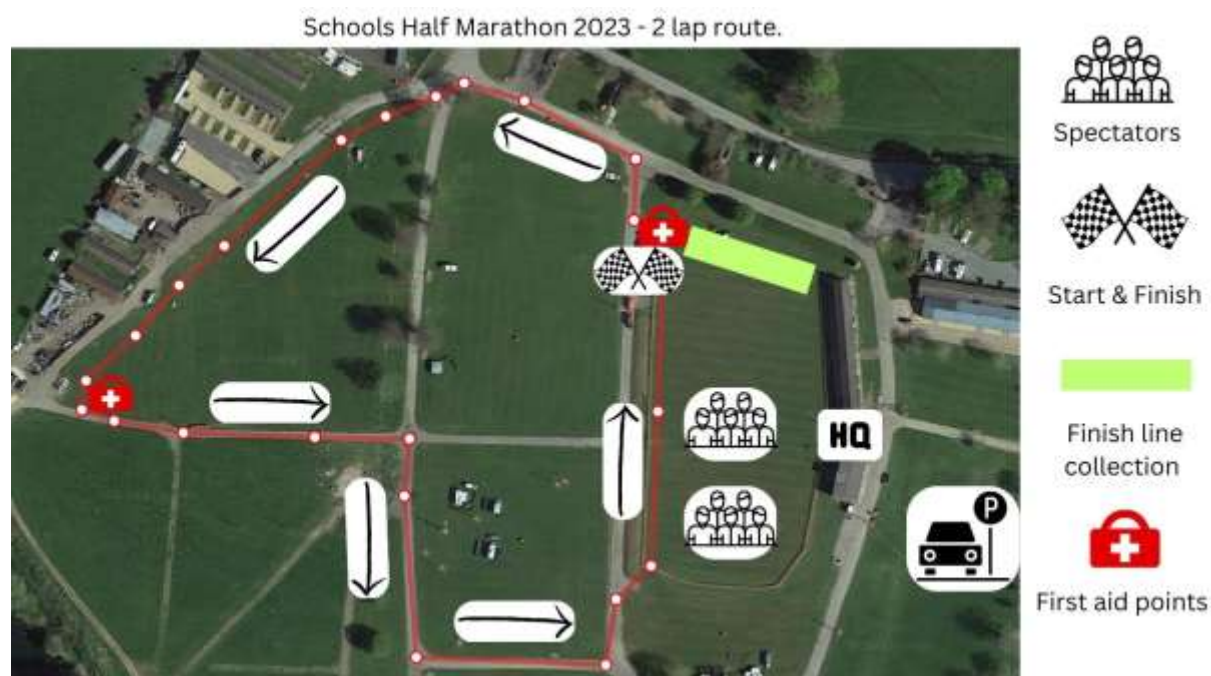 Schools Half Marathon 2023 - 2 lap route.
Spectators
Start & Finish
Finish line
collection
First aid points
HQ
P